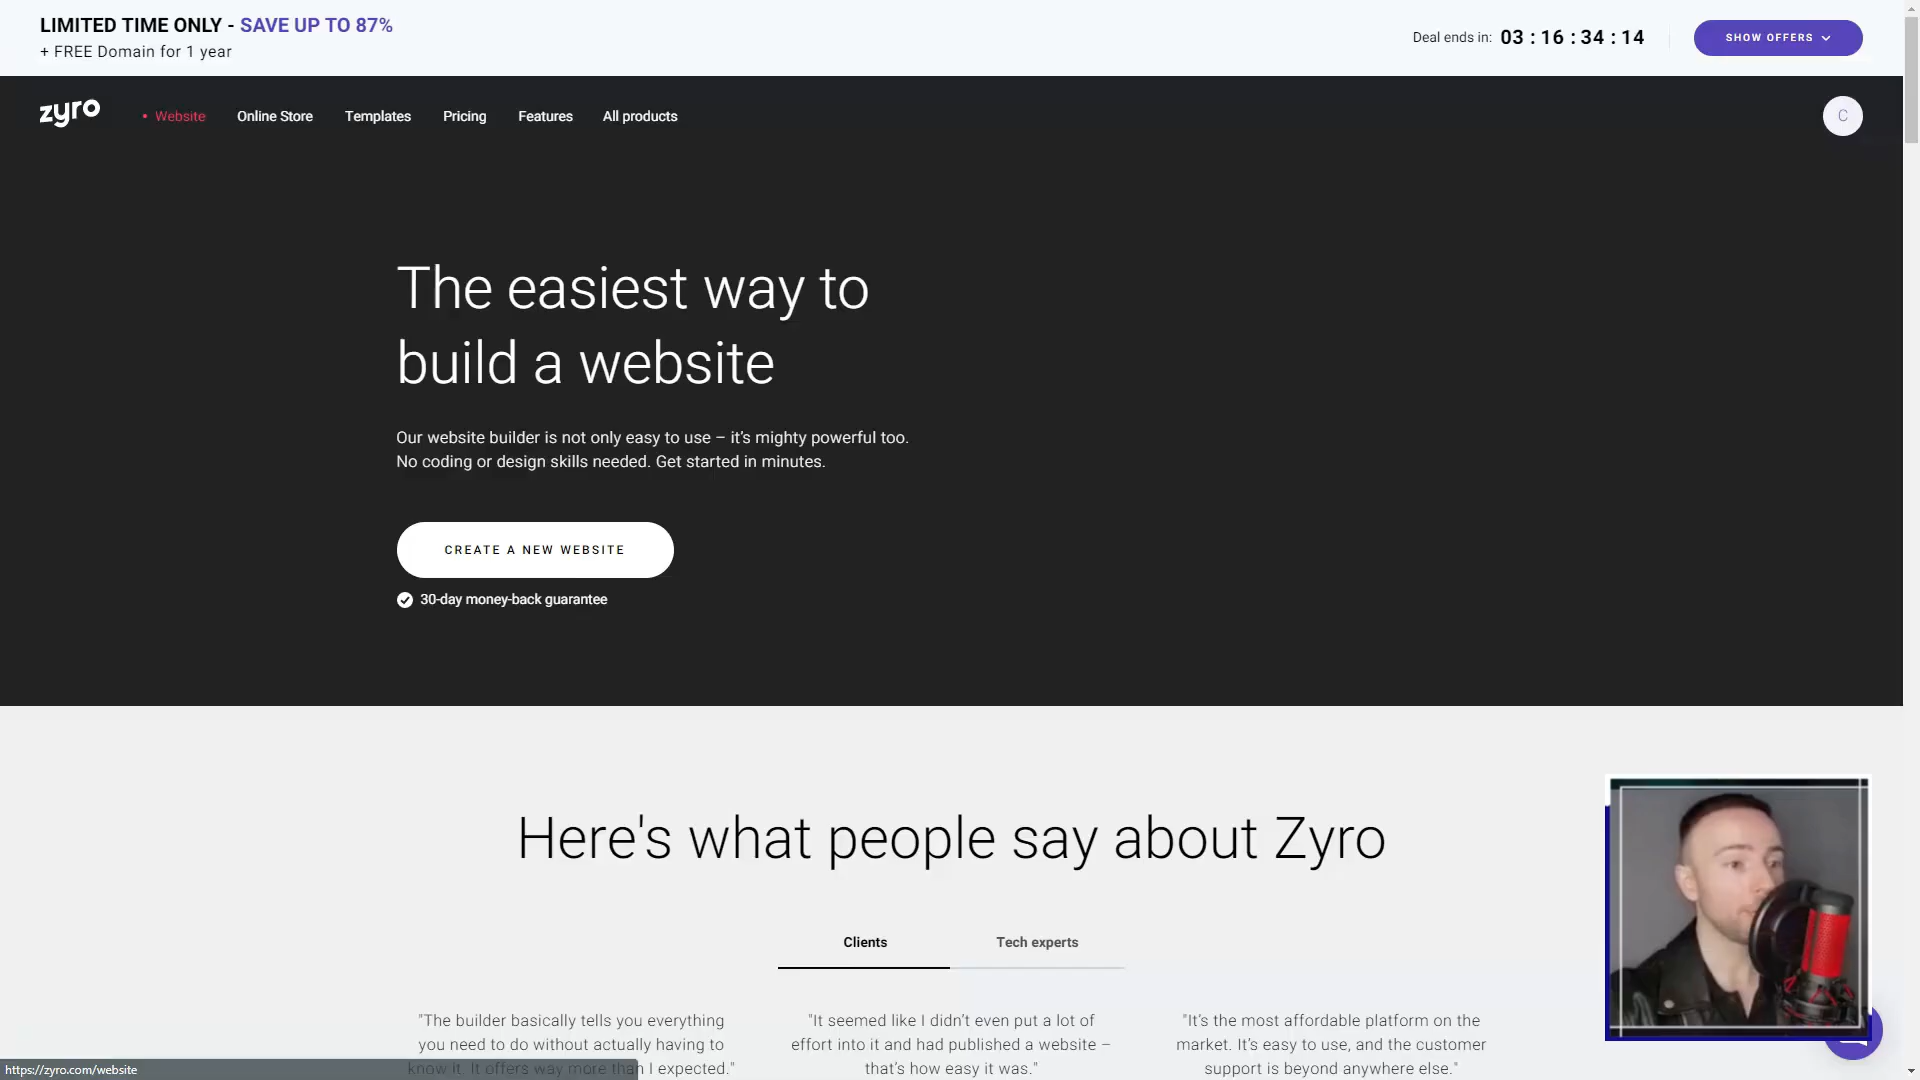 LIMITED TIME ONLY - SAVE UP TO 87%
+ FREE Domain for 1 year
Deal ends in: 03 : 16 : 34 : 14
SHOW OFFERS
zyro
Website
Online Store
Templates
Pricing
Features
All products
C
The easiest way to
build a website
Our website builder is not only easy to use – it's mighty powerful too.
No coding or design skills needed. Get started in minutes.
CREATE A NEW WEBSITE
30-day money-back guarantee
Here's what people say about Zyro
Clients
Tech experts
"The builder basically tells you everything
you need to do without actually having to
know it. It offers way more than I expected."
"It seemed like I didn't even put a lot of
effort into it and had published a website –
that's how easy it was."
"It's the most affordable platform on the
market. It's easy to use, and the customer
support is beyond anywhere else."
https://zyro.com/website